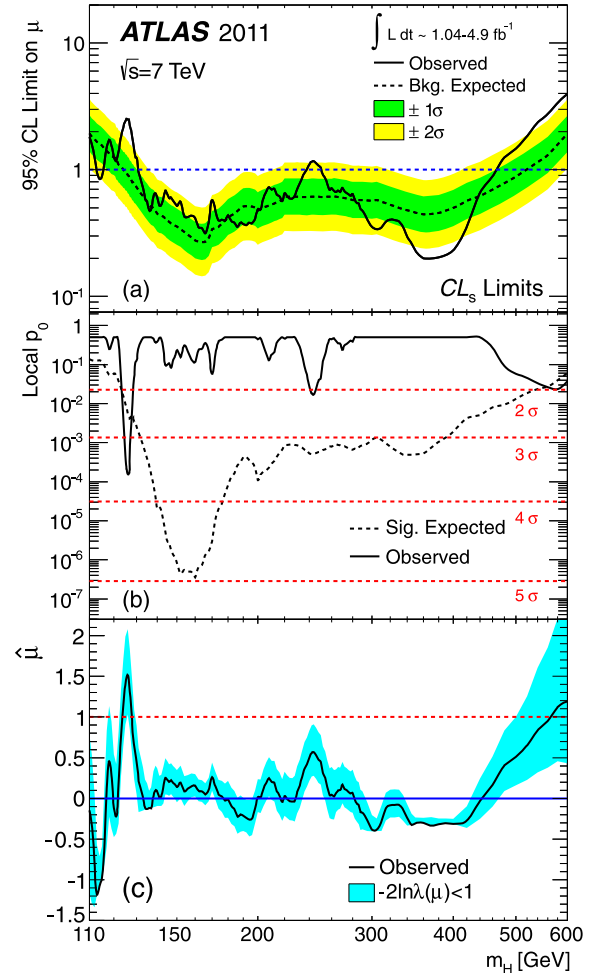 ATLAS 2011
√s=7 TeV
∫ L dt ~ 1.04-4.9 fb⁻¹
Observed
Bkg. Expected
± 1σ
± 2σ
95% CL Limit on μ
10
1
10⁻¹
(a)
CLs Limits
Local p₀
1
10⁻¹
10⁻²
10⁻³
10⁻⁴
10⁻⁵
10⁻⁶
10⁻⁷
2 σ
3 σ
4 σ
5 σ
Sig. Expected
Observed
(b)
μ̂
2
1.5
1
0.5
0
-0.5
-1
-1.5
(c)
Observed
-2lnλ(μ)<1
110
150
200
300
400
500
600
m_H [GeV]